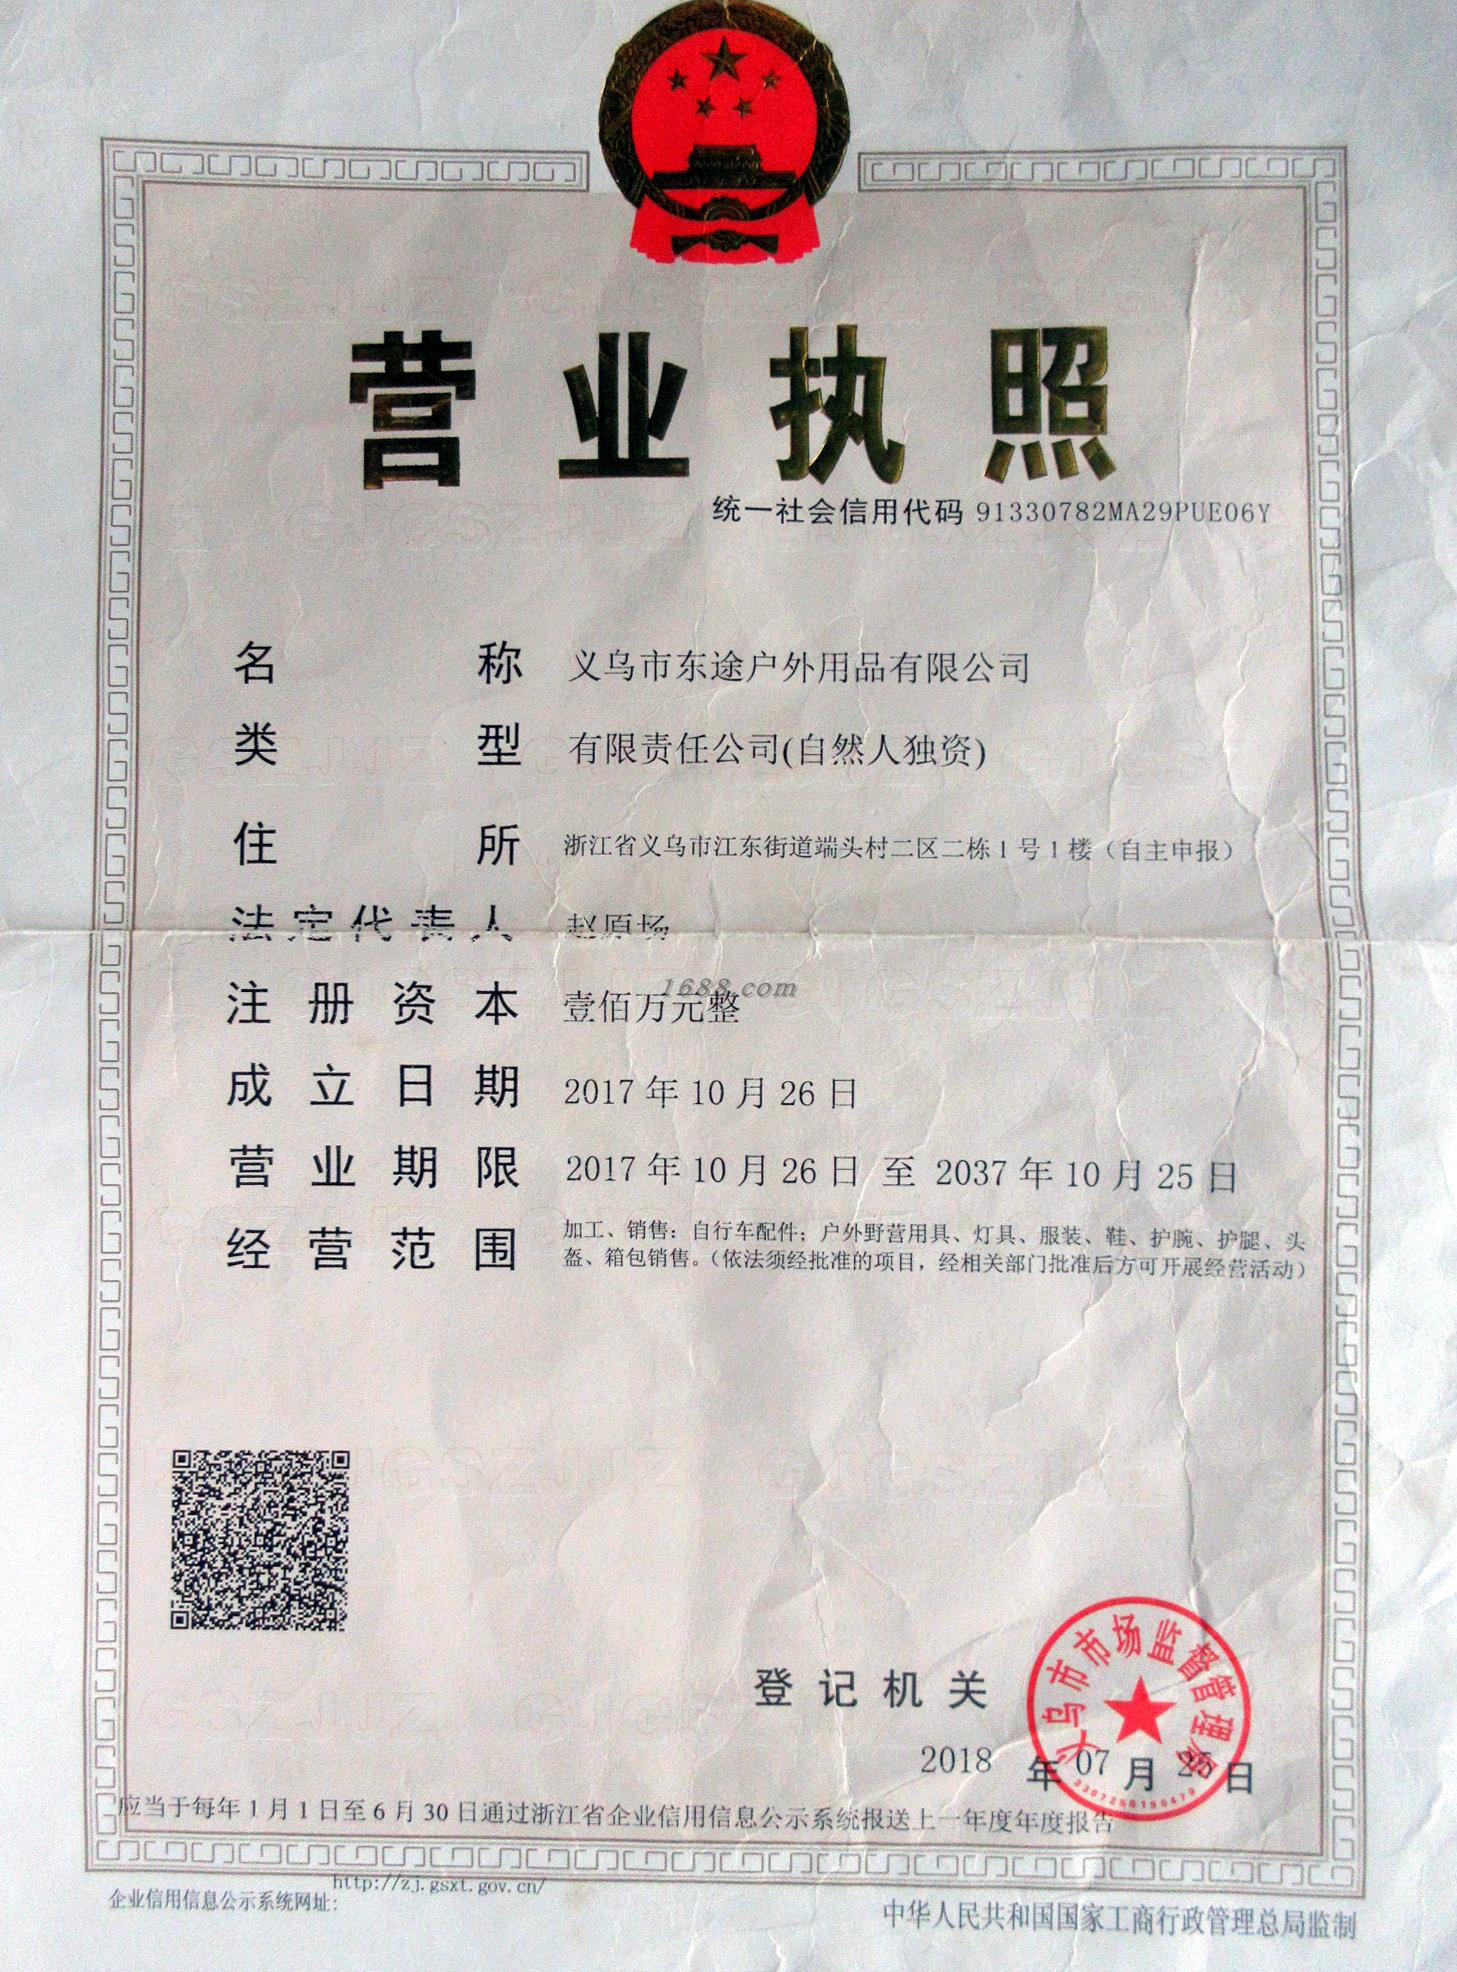 营业执照
统一社会信用代码 91330782MA29PUE06Y
名称 义乌市东途户外用品有限公司
类型 有限责任公司(自然人独资)
住所 浙江省义乌市江东街道端头村二区二栋1号1楼（自主申报）
法定代表人 赵原场
1688.com
注册资本 壹佰万元整
成立日期 2017年10月26日
营业期限 2017年10月26日 至 2037年10月25日
经营范围 加工、销售：自行车配件；户外野营用具、灯具、服装、鞋、护腕、护腿、头
盔、箱包销售。（依法须经批准的项目，经相关部门批准后方可开展经营活动）
登记机关
义乌市市场监督管理局
2018 年 07 月 25 日
应当于每年1月1日至6月30日通过浙江省企业信用信息公示系统报送上一年度年度报告
企业信用信息公示系统网址： http://zj.gsxt.gov.cn/
中华人民共和国国家工商行政管理总局监制